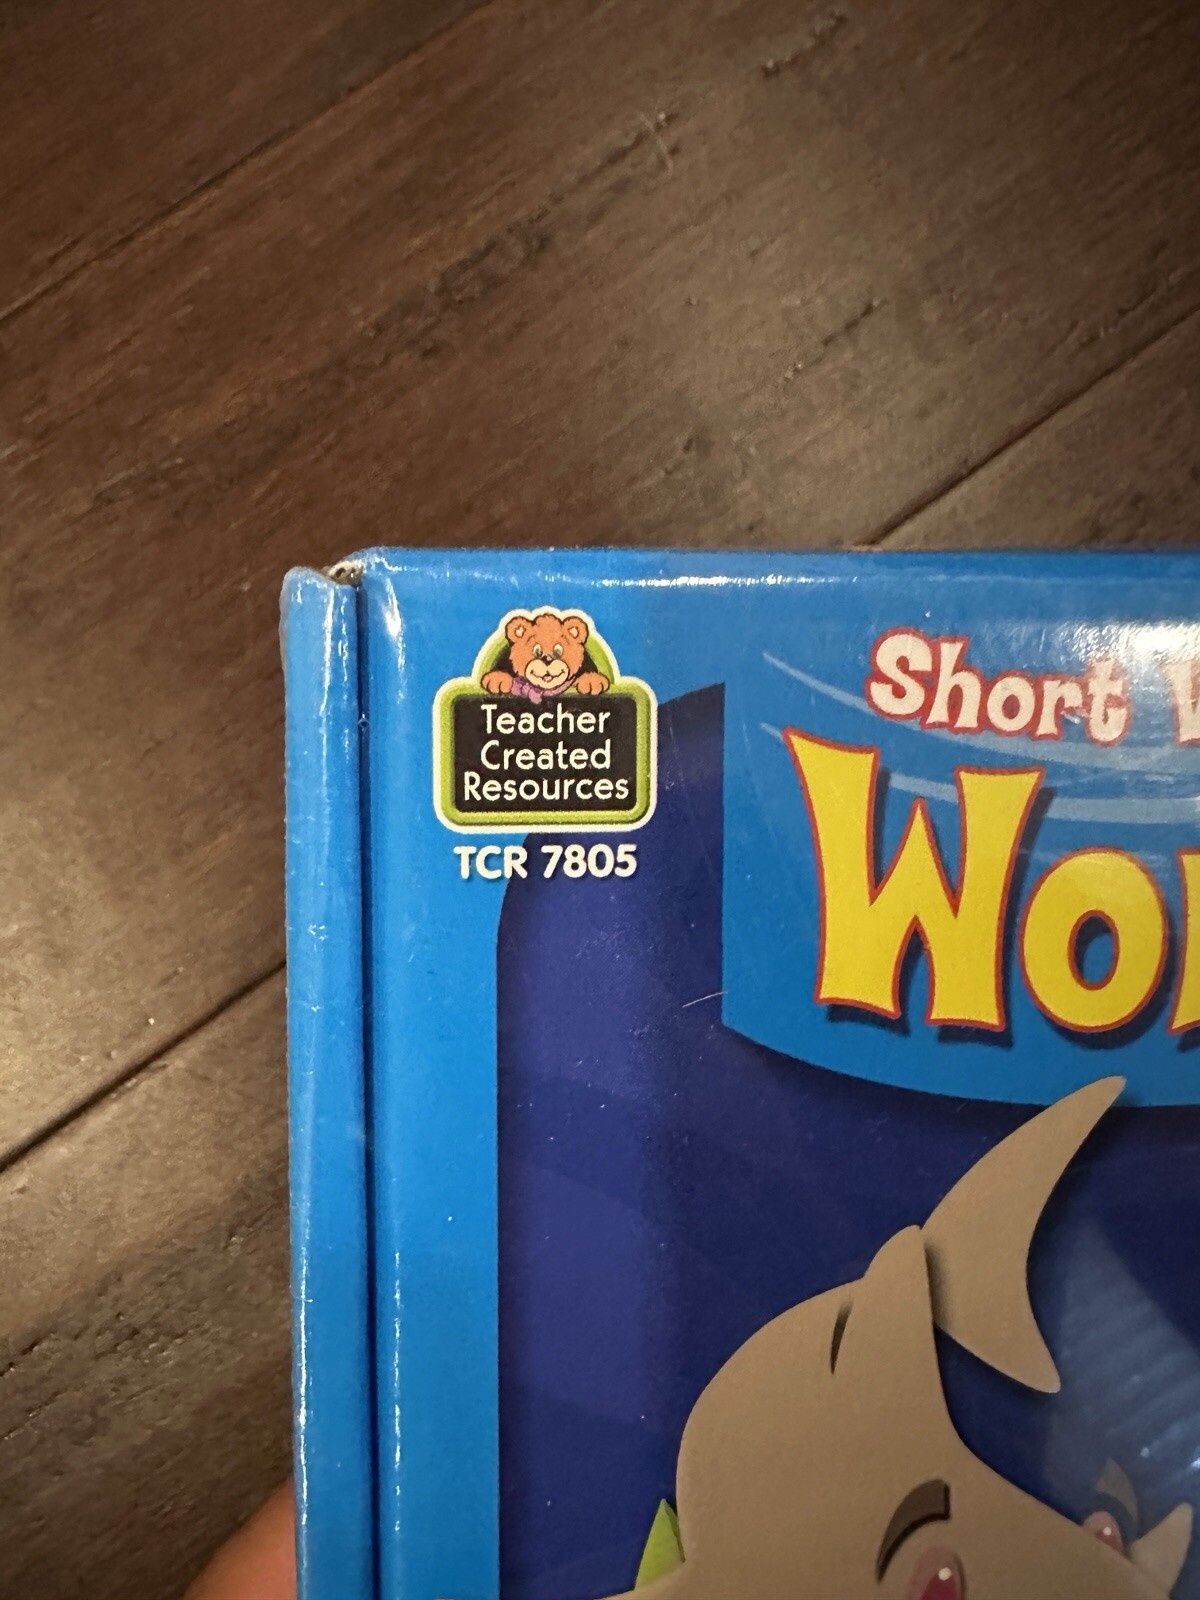 Teacher
Created
Resources
TCR 7805
Short